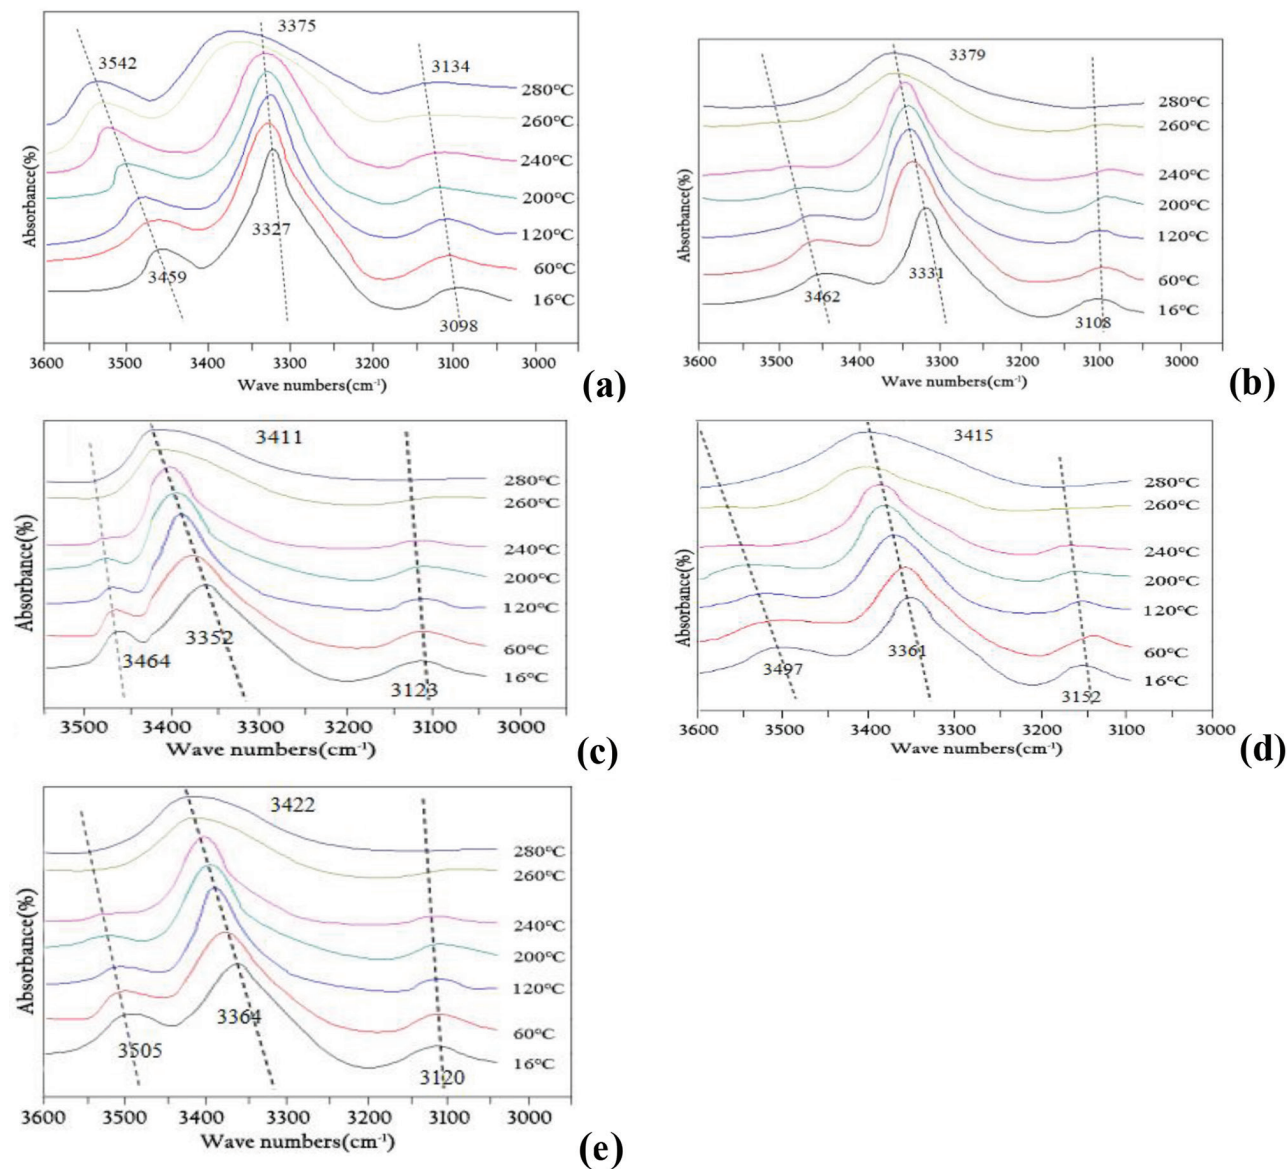 3375
3542
3134
280°C
260°C
240°C
200°C
120°C
60°C
16°C
3327
3459
3098
Absorbance(%)
3600 3500 3400 3300 3200 3100 3000
Wave numbers(cm⁻¹)
(a)
3379
280°C
260°C
240°C
200°C
120°C
60°C
16°C
3331
3462
3108
Absorbance(%)
3600 3500 3400 3300 3200 3100 3000
Wave numbers(cm⁻¹)
(b)
3411
280°C
260°C
240°C
200°C
120°C
60°C
16°C
3352
3464
3123
Absorbance(%)
3500 3400 3300 3200 3100 3000
Wave numbers(cm⁻¹)
(c)
3415
280°C
260°C
240°C
200°C
120°C
60°C
16°C
3361
3497
3152
Absorbance(%)
3600 3500 3400 3300 3200 3100 3000
Wave numbers(cm⁻¹)
(d)
3422
280°C
260°C
240°C
200°C
120°C
60°C
16°C
3364
3505
3120
Absorbance(%)
3600 3500 3400 3300 3200 3100 3000
Wave numbers(cm⁻¹)
(e)